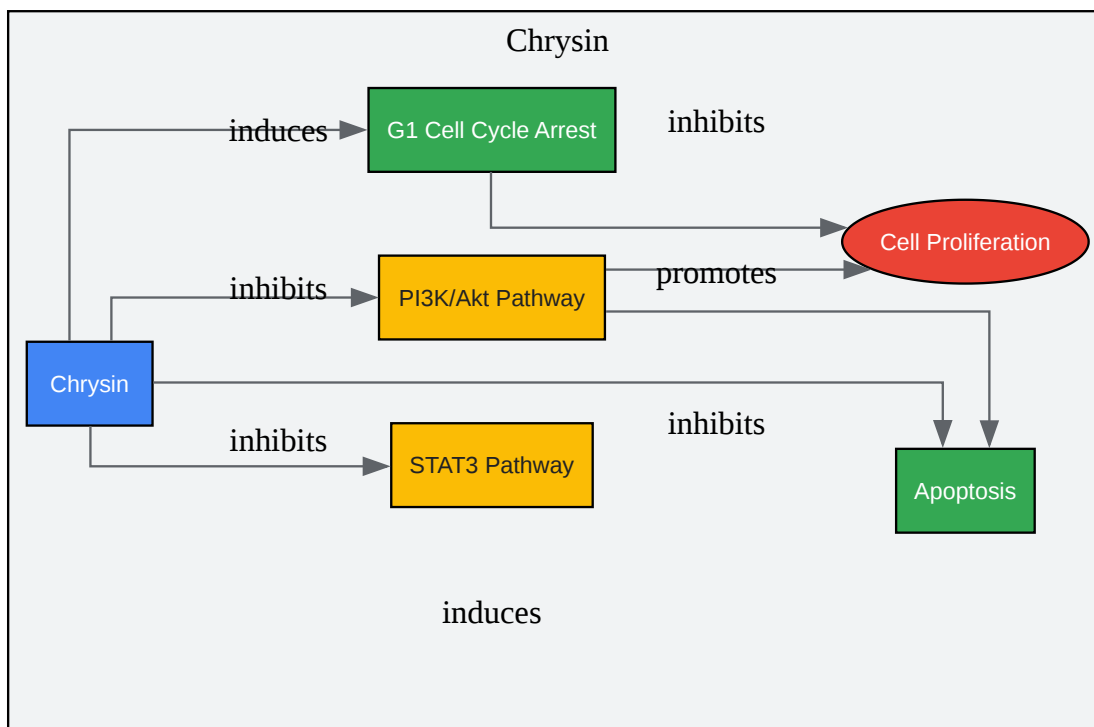 Chrysin
inhibits
induces
G1 Cell Cycle Arrest
Cell Proliferation
promotes
inhibits
PI3K/Akt Pathway
Chrysin
inhibits
inhibits
STAT3 Pathway
Apoptosis
induces